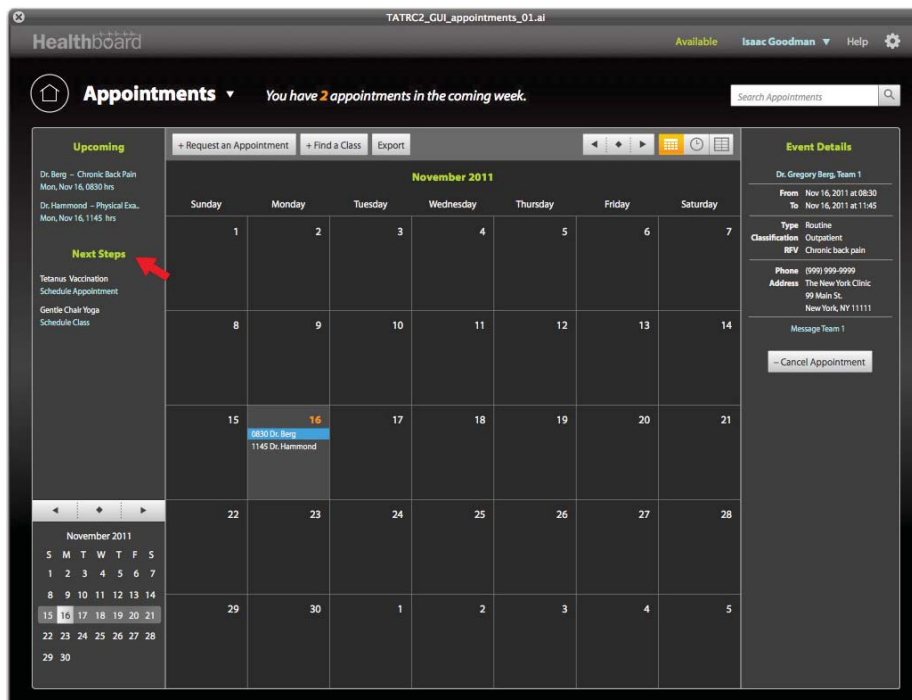 TATRC2_GUI_appointments_01.ai
Healthboard
Available Isaac Goodman Help
Appointments
You have 2 appointments in the coming week.
Search Appointments
Upcoming
Dr. Berg – Chronic Back Pain
Mon, Nov 16, 0830 hrs
Dr. Hammond – Physical Exa..
Mon, Nov 16, 1145 hrs
Next Steps
Tetanus Vaccination
Schedule Appointment
Gentle Chair Yoga
Schedule Class
November 2011
S M T W T F S
1 2 3 4 5 6 7
8 9 10 11 12 13 14
15 16 17 18 19 20 21
22 23 24 25 26 27 28
29 30
+ Request an Appointment + Find a Class Export
November 2011
Sunday Monday Tuesday Wednesday Thursday Friday Saturday
1 2 3 4 5 6 7
8 9 10 11 12 13 14
15 16 17 18 19 20 21
0830 Dr. Berg
1145 Dr. Hammond
22 23 24 25 26 27 28
29 30 1 2 3 4 5
Event Details
Dr. Gregory Berg, Team 1
From Nov 16, 2011 at 08:30
To Nov 16, 2011 at 11:45
Type Routine
Classification Outpatient
RFV Chronic back pain
Phone (999) 999-9999
Address The New York Clinic
99 Main St.
New York, NY 11111
Message Team 1
– Cancel Appointment